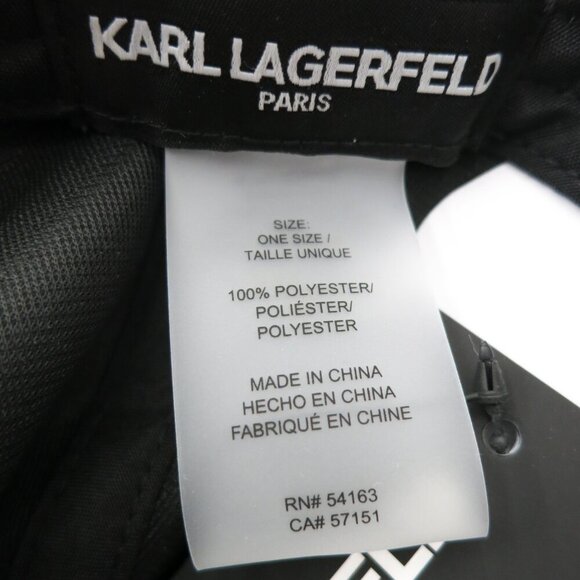 KARL LAGERFELD
PARIS
SIZE:
ONE SIZE /
TAILLE UNIQUE
100% POLYESTER/
POLIÉSTER/
POLYESTER
MADE IN CHINA
HECHO EN CHINA
FABRIQUÉ EN CHINE
RN# 54163
CA# 57151